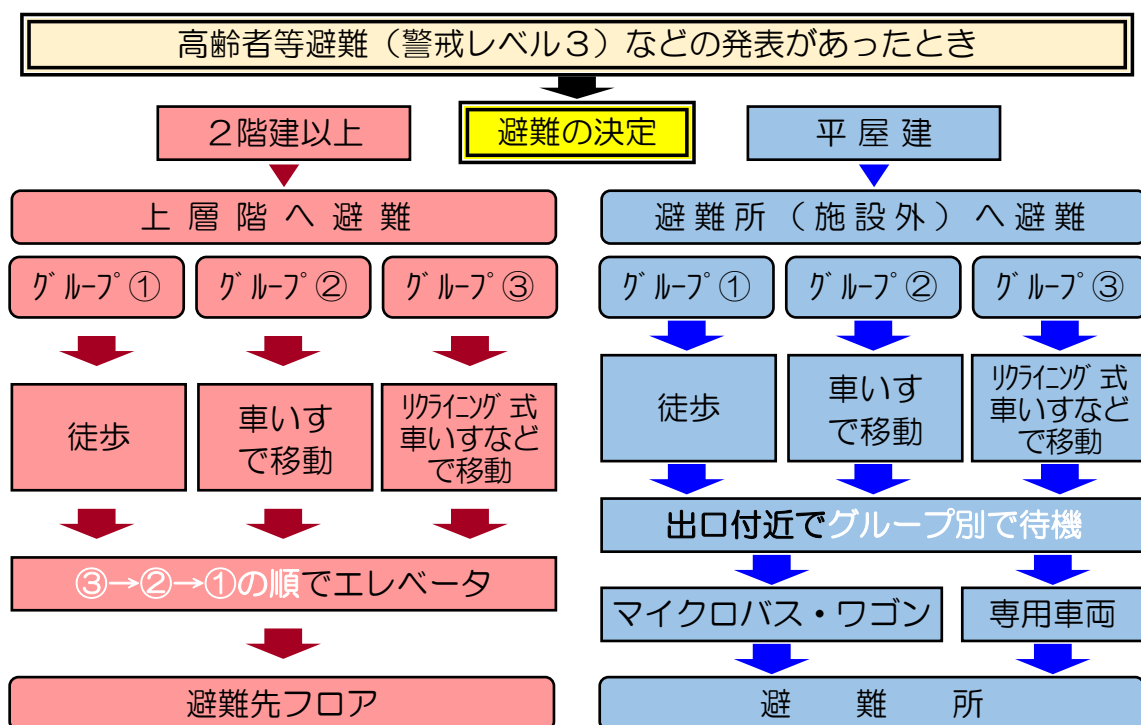 高齢者等避難（警戒レベル３）などの発表があったとき
２階建以上
避難の決定
平屋建
上層階へ避難
避難所（施設外）へ避難
ｸﾞﾙｰﾌﾟ①
ｸﾞﾙｰﾌﾟ②
ｸﾞﾙｰﾌﾟ③
ｸﾞﾙｰﾌﾟ①
ｸﾞﾙｰﾌﾟ②
ｸﾞﾙｰﾌﾟ③
徒歩
車いす
で移動
ﾘｸﾗｲﾆﾝｸﾞ式
車いすなど
で移動
徒歩
車いす
で移動
ﾘｸﾗｲﾆﾝｸﾞ式
車いすなど
で移動
出口付近でグループ別で待機
③→②→①の順でエレベータ
マイクロバス・ワゴン
専用車両
避難先フロア
避難所